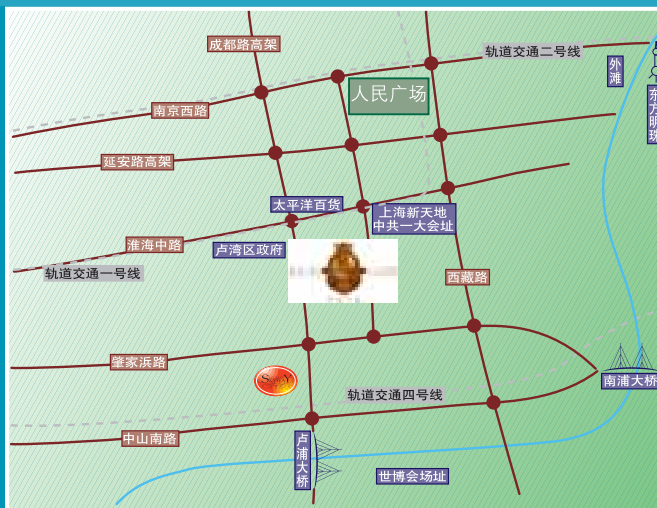 成都路高架
轨道交通二号线
外滩
人民广场
东方明珠
南京西路
延安路高架
太平洋百货
上海新天地
中共一大会址
淮海中路
卢湾区政府
轨道交通一号线
西藏路
肇家浜路
南浦大桥
轨道交通四号线
中山南路
卢浦大桥
世博会场址